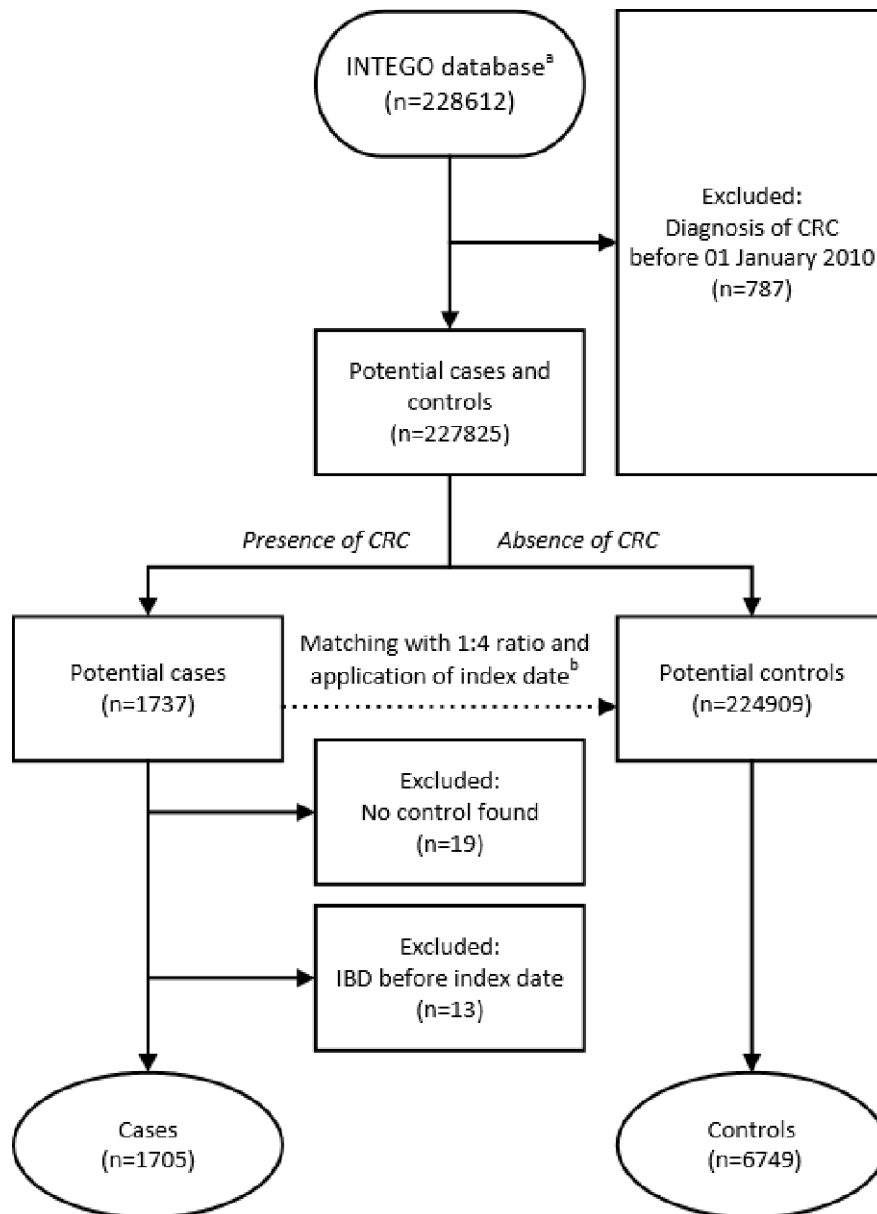 INTEGO databaseᵃ
(n=228612)
Excluded:
Diagnosis of CRC
before 01 January 2010
(n=787)
Potential cases and
controls
(n=227825)
Presence of CRC
Absence of CRC
Potential cases
(n=1737)
Matching with 1:4 ratio and
application of index dateᵇ
Potential controls
(n=224909)
Excluded:
No control found
(n=19)
Excluded:
IBD before index date
(n=13)
Cases
(n=1705)
Controls
(n=6749)